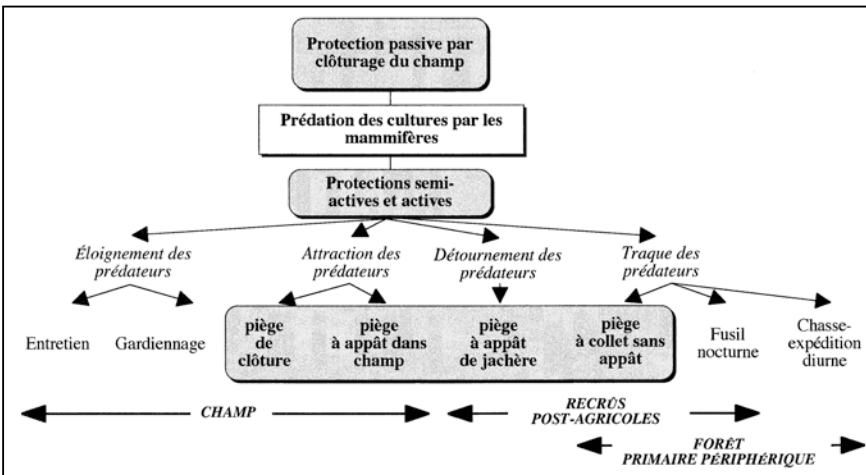 Protection passive par
clôturage du champ
Prédation des cultures par les
mammifères
Protections semi-
actives et actives
Éloignement des
prédateurs
Attraction des
prédateurs
Détournement des
prédateurs
Traque des
prédateurs
Entretien
Gardiennage
piège
de
clôture
piège
à appât dans
champ
piège
à appât
de jachère
piège
à collet sans
appât
Fusil
nocturne
Chasse-
expédition
diurne
CHAMP
RECRÛS
POST-AGRICOLES
FORÊT
PRIMAIRE PÉRIPHÉRIQUE